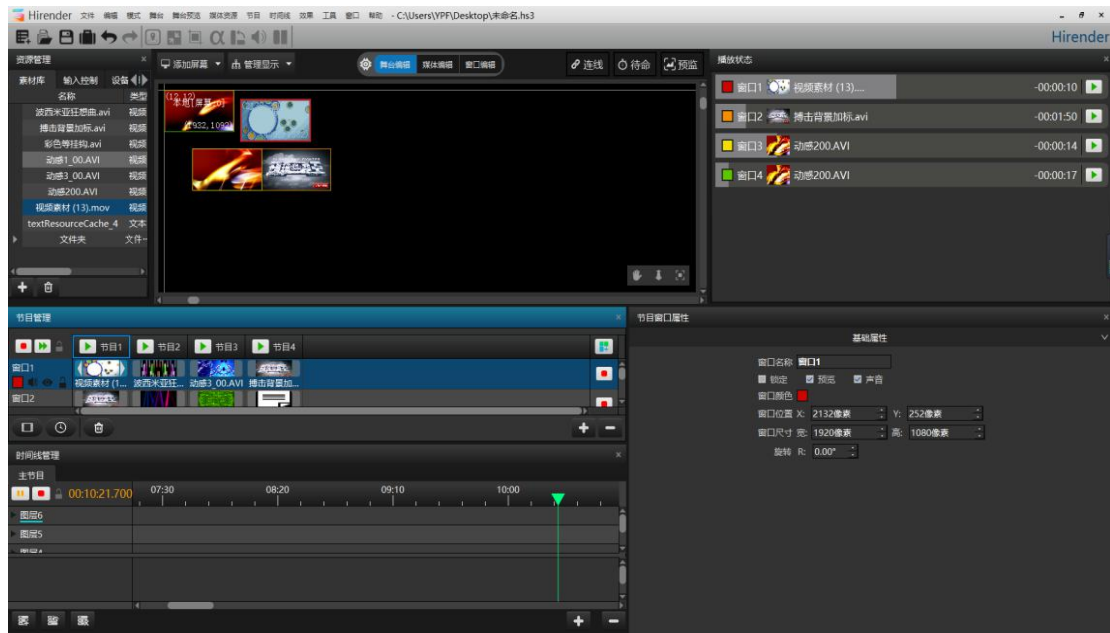 Hirender 文件 编辑 模式 舞台 舞台预览 媒体资源 节目 时间线 效果 工具 窗口 帮助 - C:\Users\YPF\Desktop\未命名.hs3
Hirender
资源管理
素材库 输入控制 设备
名称 类型
波西米亚狂想曲.avi 视频
搏击背景加标.avi 视频
彩色等挂钩.avi 视频
动感1_00.AVI 视频
动感3_00.AVI 视频
动感200.AVI 视频
视频素材 (13).mov 视频
textResourceCache_4 文本
文件夹 文件
添加屏幕 管理显示 舞台编辑 媒体编辑 窗口编辑 连线 待命 预监
(12,12)
本地[屏幕_0]
(1932,1092)
播放状态
窗口1 视频素材 (13).... -00:00:10
窗口2 搏击背景加标.avi -00:01:50
窗口3 动感200.AVI -00:00:14
窗口4 动感200.AVI -00:00:17
节目管理
节目1 节目2 节目3 节目4
窗口1
视频素材 (1... 波西米亚狂... 动感3_00.AVI 搏击背景加...
窗口2
时间线管理
主节目
00:10:21.700 07:30 08:20 09:10 10:00
图层6
图层5
图层4
节目窗口属性
基础属性
窗口名称 窗口1
锁定 预览 声音
窗口颜色
窗口位置 X: 2132像素 Y: 252像素
窗口尺寸 宽: 1920像素 高: 1080像素
旋转 R: 0.00°